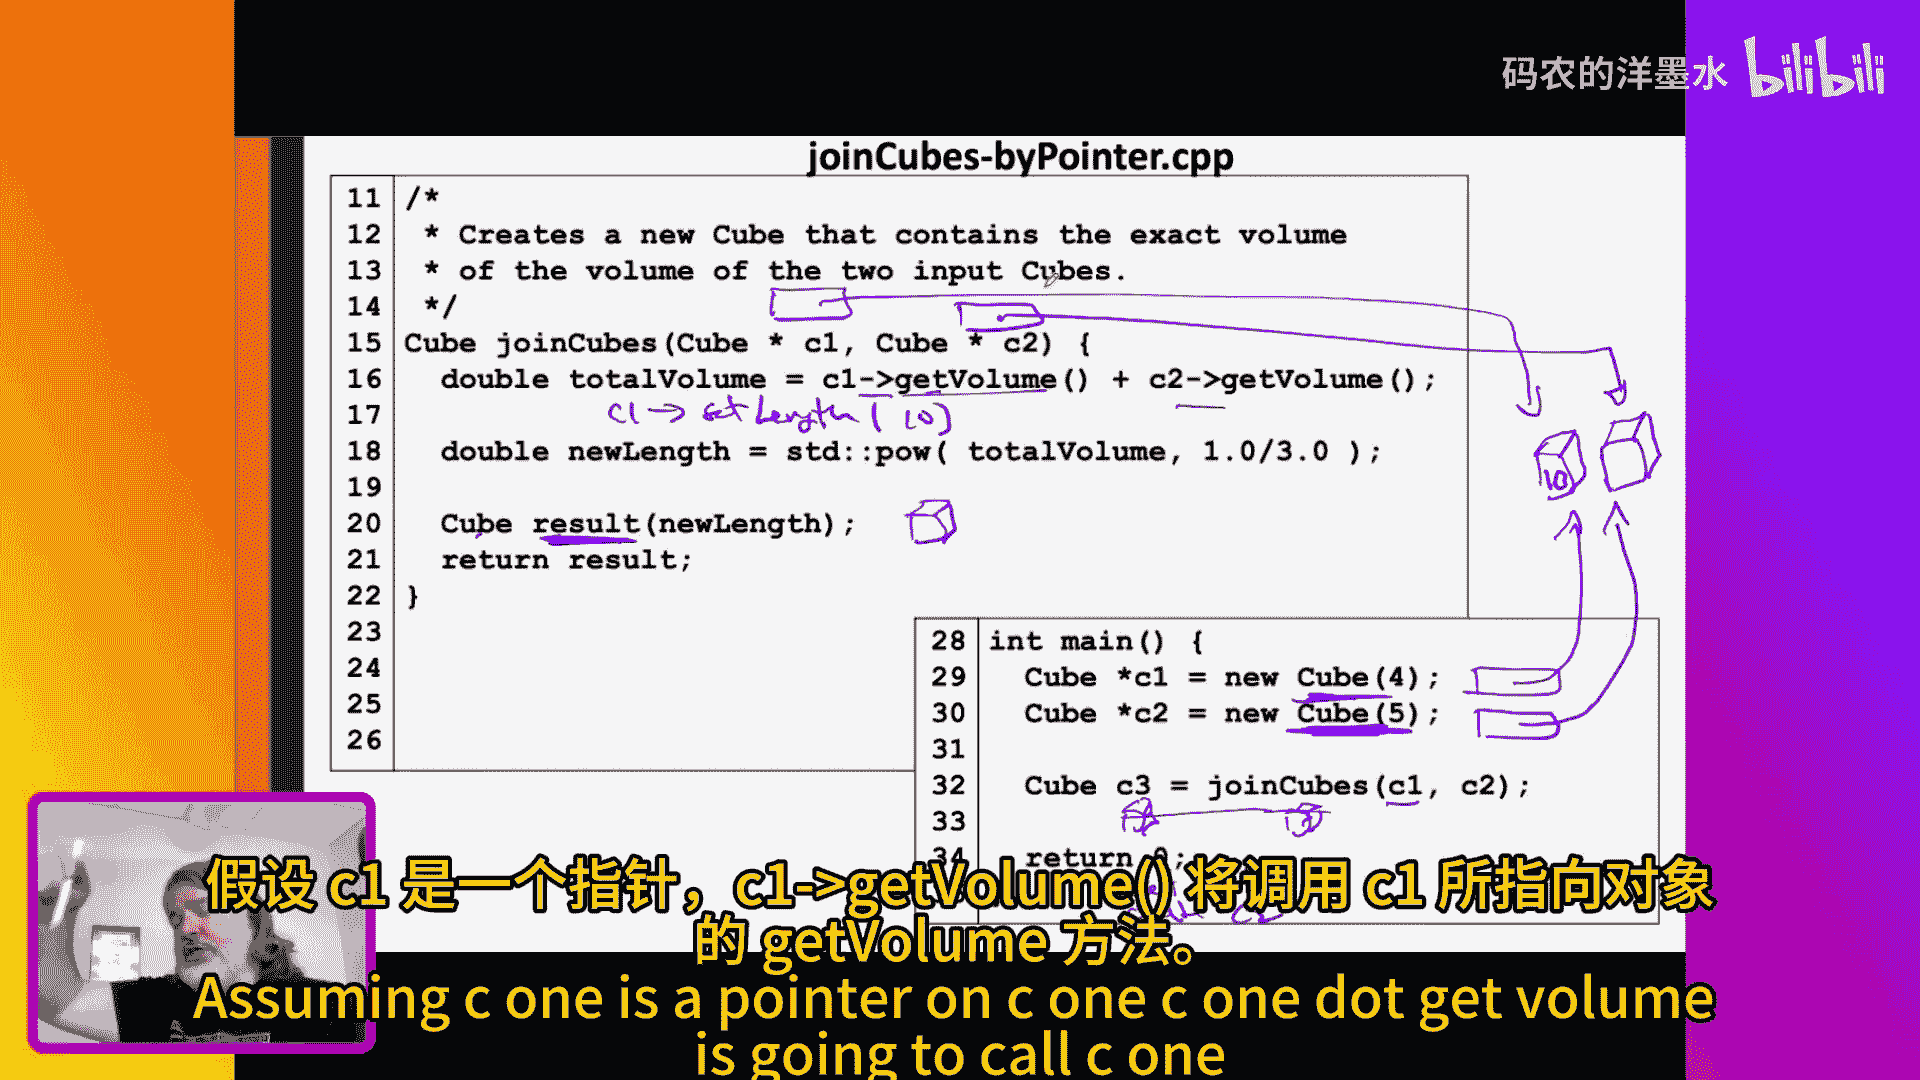 码农的洋墨水 bilibili
joinCubes-byPointer.cpp
11 /*
12 * Creates a new Cube that contains the exact volume
13 * of the volume of the two input Cubes.
14 */
15 Cube joinCubes(Cube * c1, Cube * c2) {
16 double totalVolume = c1->getVolume() + c2->getVolume();
17 c1 -> setLength(10)
18 double newLength = std::pow( totalVolume, 1.0/3.0 );
19
20 Cube result(newLength);
21 return result;
22 }
23
24
25
26
10
28 int main() {
29 Cube *c1 = new Cube(4);
30 Cube *c2 = new Cube(5);
31
32 Cube c3 = joinCubes(c1, c2);
33
34 return 0;
假设 c1 是一个指针，c1->getVolume() 将调用 c1 所指向对象
的 getVolume 方法。
Assuming c one is a pointer on c one c one dot get volume
is going to call c one